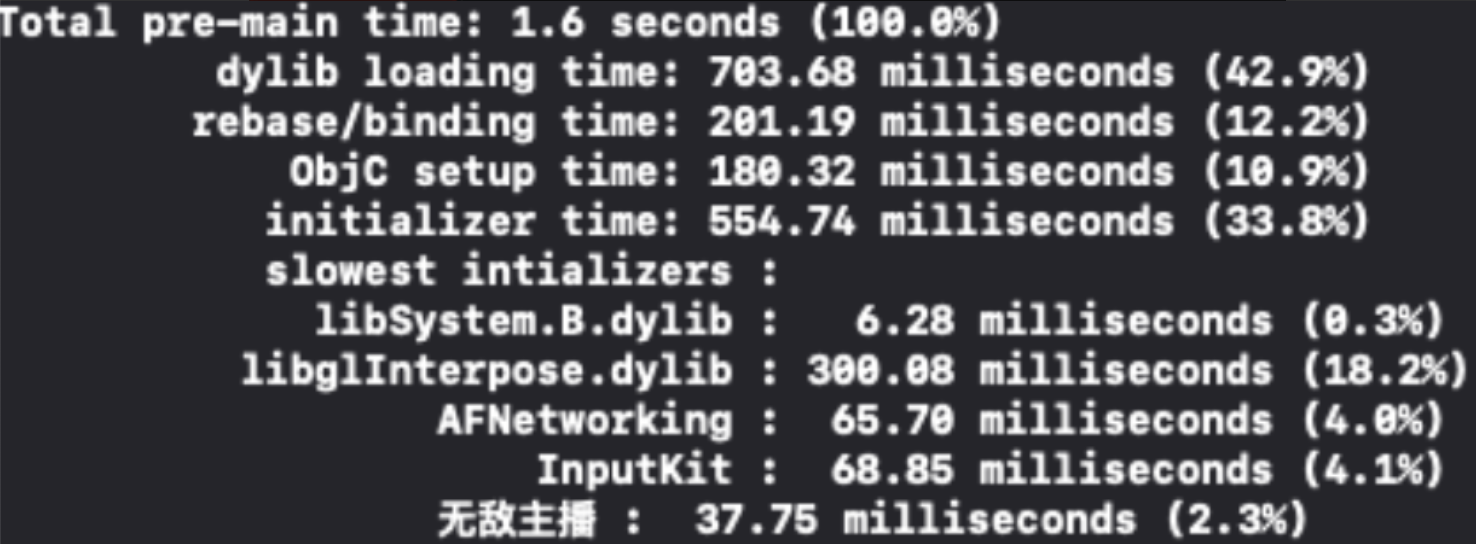 Total pre-main time: 1.6 seconds (100.0%)
dylib loading time: 703.68 milliseconds (42.9%)
rebase/binding time: 201.19 milliseconds (12.2%)
ObjC setup time: 180.32 milliseconds (10.9%)
initializer time: 554.74 milliseconds (33.8%)
slowest intializers :
libSystem.B.dylib : 6.28 milliseconds (0.3%)
libglInterpose.dylib : 300.08 milliseconds (18.2%)
AFNetworking : 65.70 milliseconds (4.0%)
InputKit : 68.85 milliseconds (4.1%)
无敌主播 : 37.75 milliseconds (2.3%)